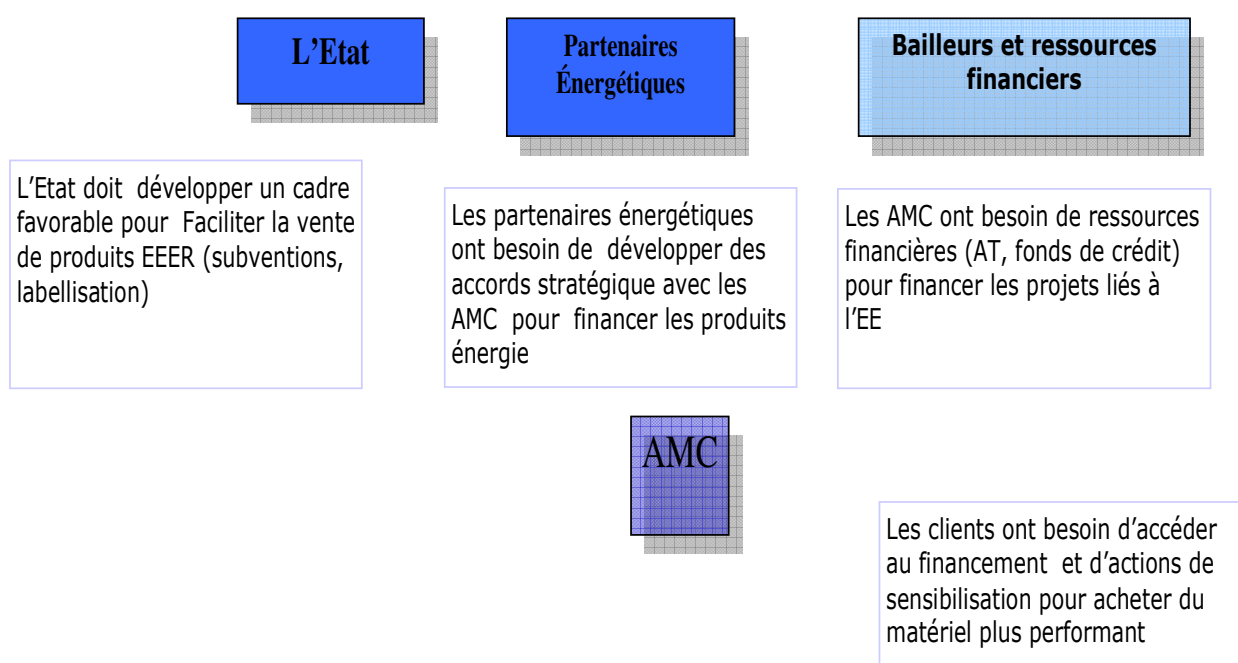 L’Etat
Partenaires
Énergétiques
Bailleurs et ressources
financiers
L’Etat doit développer un cadre
favorable pour Faciliter la vente
de produits EEER (subventions,
labellisation)
Les partenaires énergétiques
ont besoin de développer des
accords stratégique avec les
AMC pour financer les produits
énergie
Les AMC ont besoin de ressources
financières (AT, fonds de crédit)
pour financer les projets liés à
l’EE
AMC
Les clients ont besoin d’accéder
au financement et d’actions de
sensibilisation pour acheter du
matériel plus performant